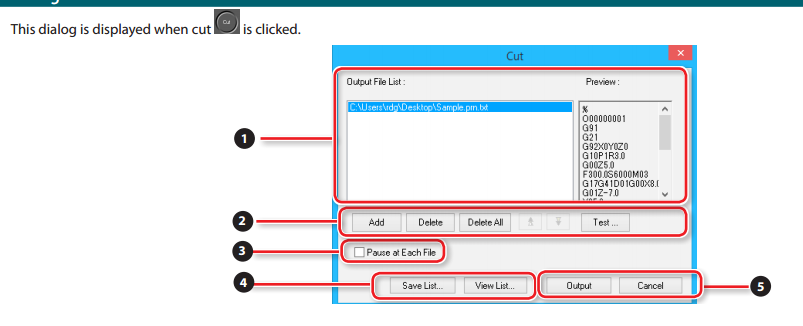 This dialog is displayed when cut Cut is clicked.
Cut
Output File List : Preview :
C:\Users\rdg\Desktop\Sample.prn.txt
%
O00000001
G91
G21
G92X0Y0Z0
G10P1R3.0
G00Z5.0
F300.0S6000M03
G17G41D01G00X8.(
G01Z-7.0
1
2
Add Delete Delete All Test ...
3
Pause at Each File
4
Save List... View List... Output Cancel
5